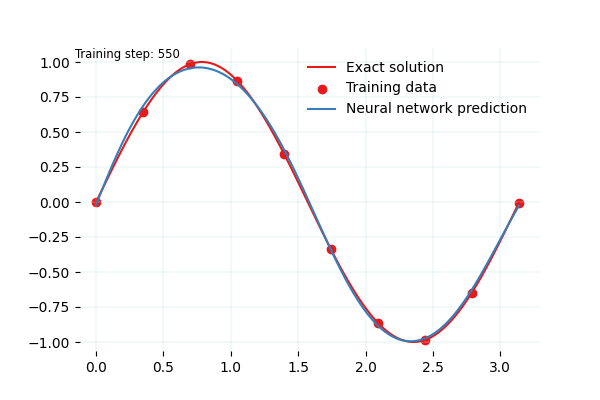 Training step: 550
Exact solution
Training data
Neural network prediction
1.00
0.75
0.50
0.25
0.00
−0.25
−0.50
−0.75
−1.00
0.0 0.5 1.0 1.5 2.0 2.5 3.0